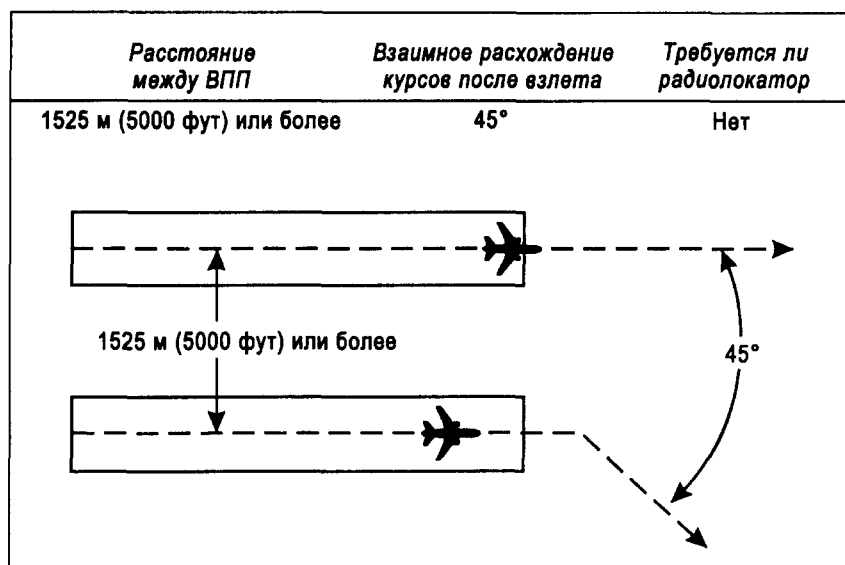 Расстояние между ВПП
Взаимное расхождение курсов после взлета
Требуется ли радиолокатор
1525 м (5000 фут) или более
45°
Нет
1525 м (5000 фут) или более
45°